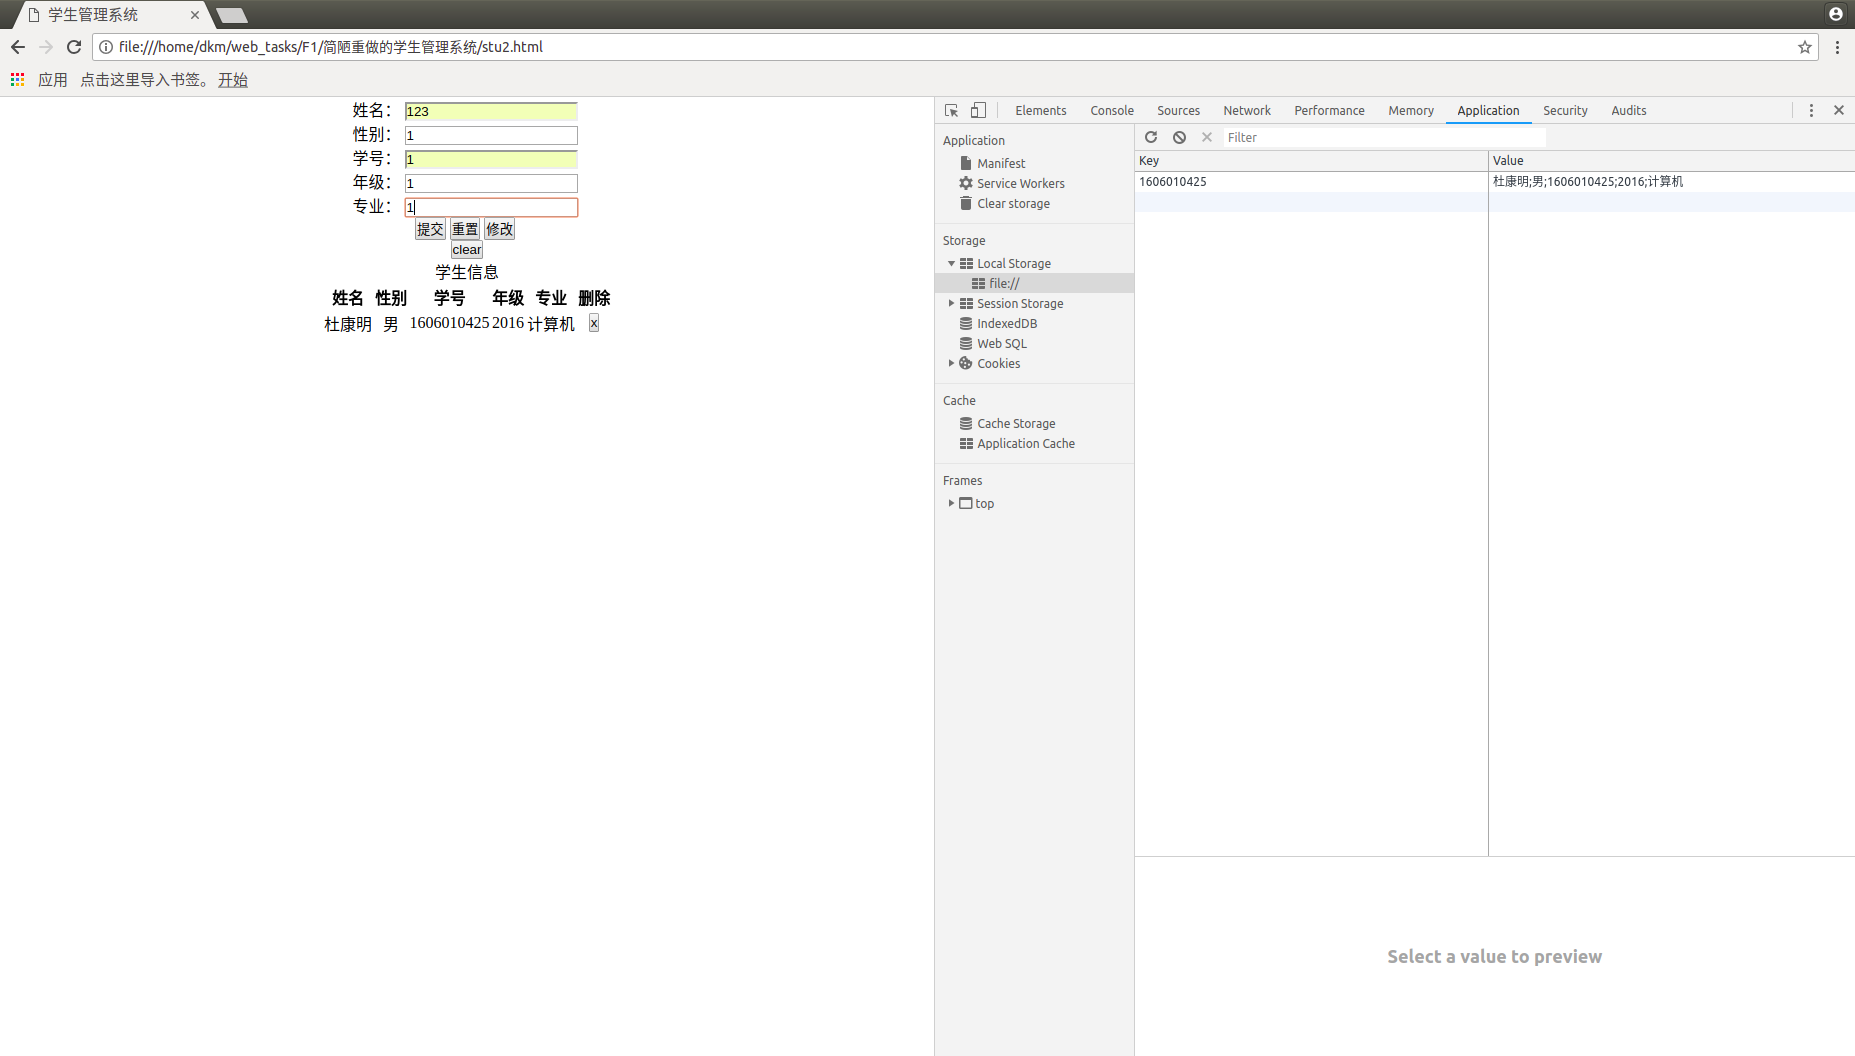 学生管理系统
file:///home/dkm/web_tasks/F1/简陋重做的学生管理系统/stu2.html
应用 点击这里导入书签。 开始
姓名： 123
性别： 1
学号： 1
年级： 1
专业： 1
提交 重置 修改
clear
学生信息
姓名 性别 学号 年级 专业 删除
杜康明 男 1606010425 2016 计算机 x
Elements Console Sources Network Performance Memory Application Security Audits
Application
Manifest
Service Workers
Clear storage
Storage
Local Storage
file://
Session Storage
IndexedDB
Web SQL
Cookies
Cache
Cache Storage
Application Cache
Frames
top
Filter
Key Value
1606010425 杜康明;男;1606010425;2016;计算机
Select a value to preview